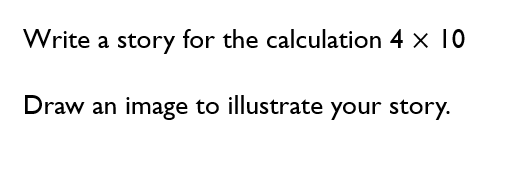 Write a story for the calculation 4 × 10
Draw an image to illustrate your story.